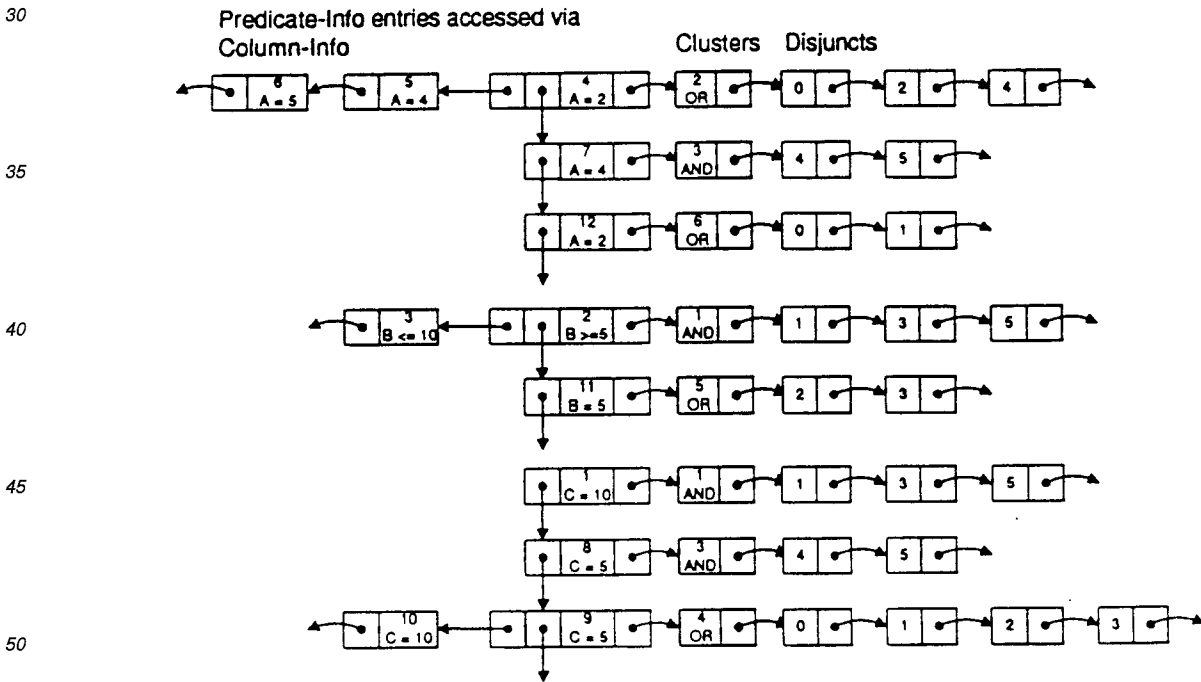 30
Predicate-Info entries accessed via
Column-Info
Clusters Disjuncts
6 5 4 2 0 2 4
A = 5 A = 4 A = 2 OR
35
7 3 4 5
A = 4 AND
12 6 0 1
A = 2 OR
40
3 2 1 1 3 5
B <= 10 B >=5 AND
11 5 2 3
B = 5 OR
45
1 1 1 3 5
C = 10 AND
8 3 4 5
C = 5 AND
50
10 9 4 0 1 2 3
C = 10 C = 5 OR